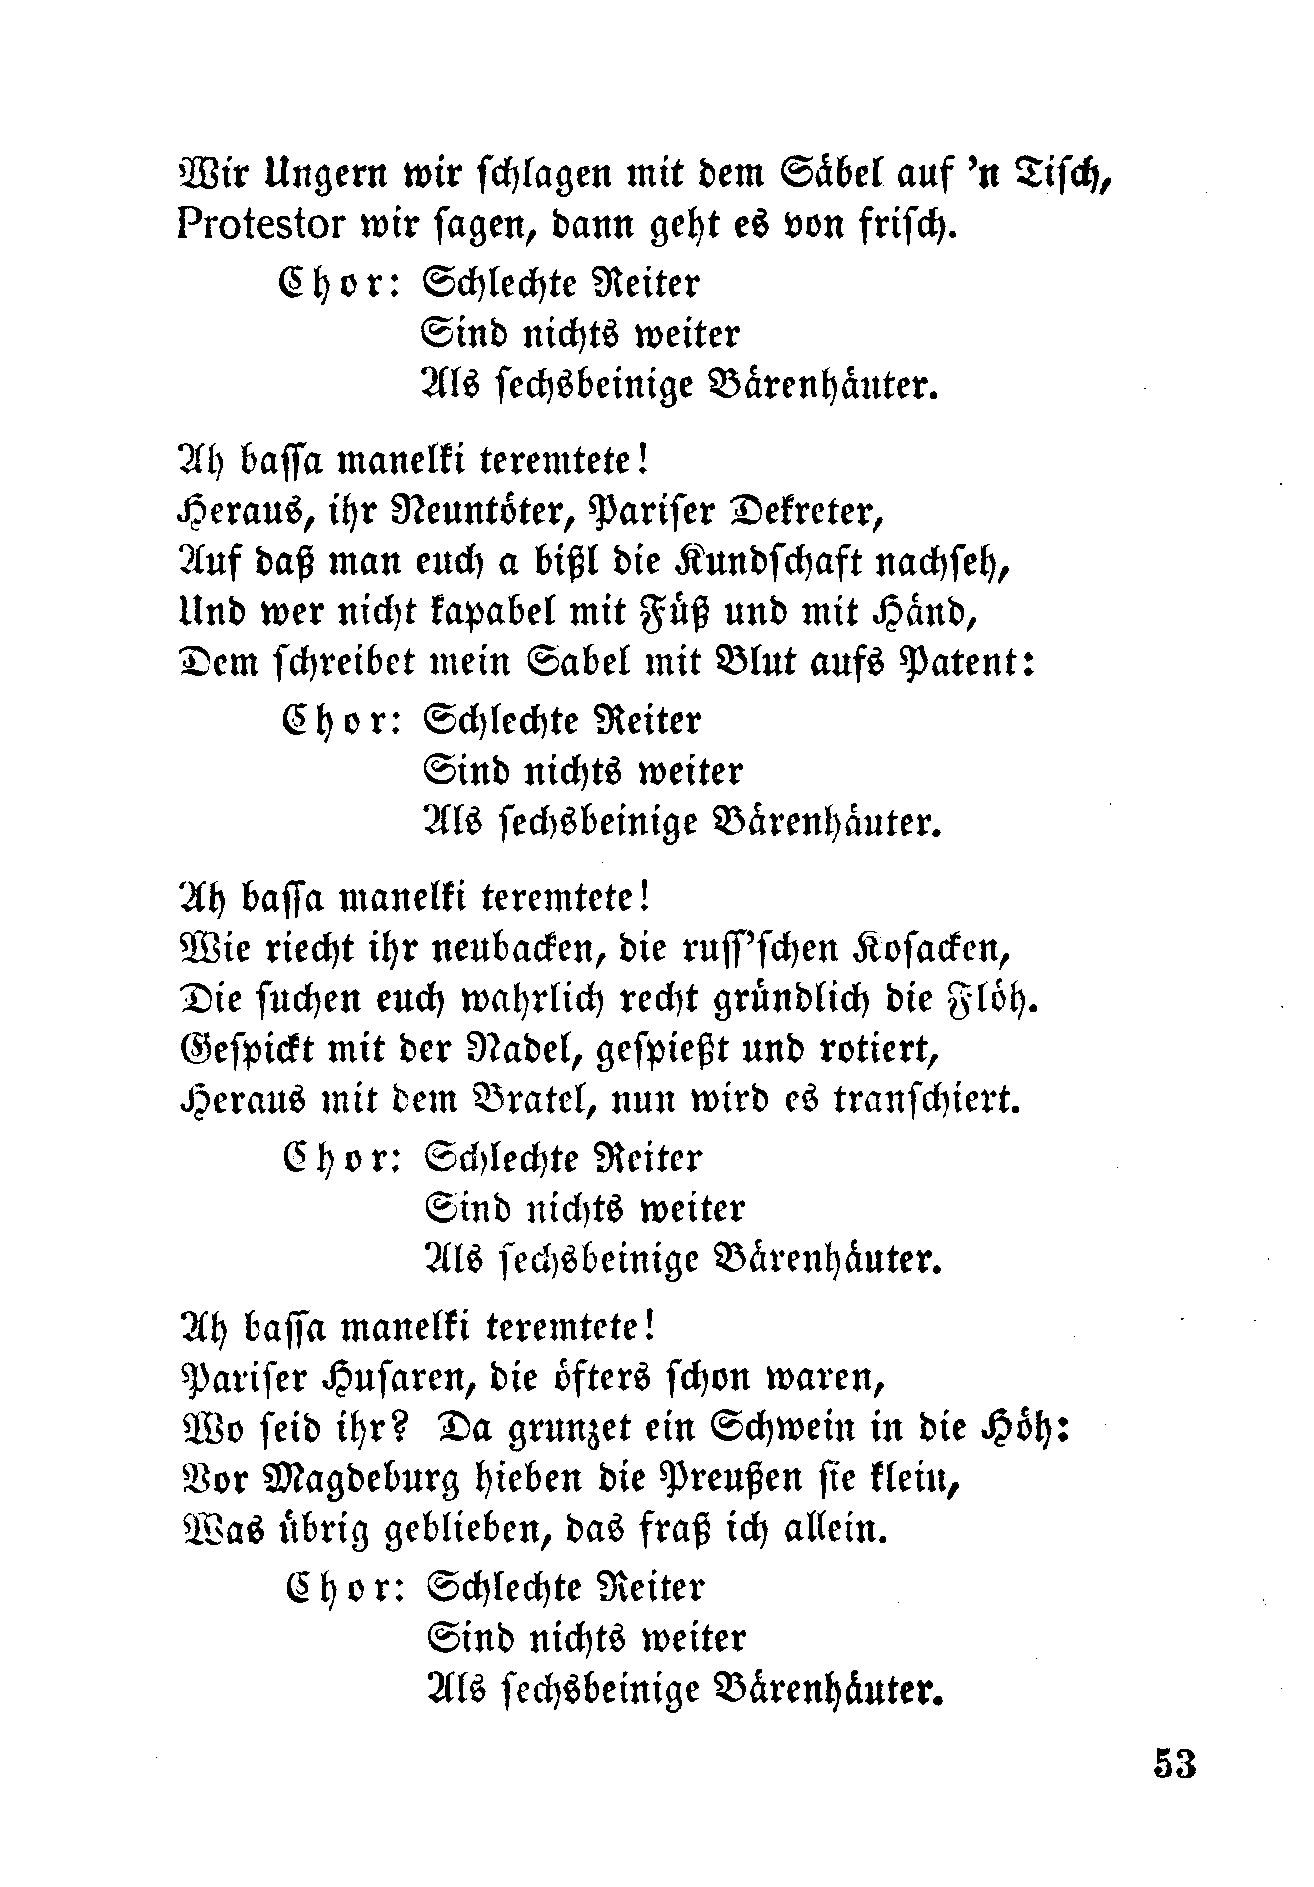 Wir Ungern wir ſchlagen mit dem Säbel auf ’n Tiſch,
Protestor wir ſagen, dann geht es von friſch.
Chor: Schlechte Reiter
Sind nichts weiter
Als ſechsbeinige Bärenhäuter.
Ah baſſa manelki teremtete!
Heraus, ihr Neuntöter, Pariſer Dekreter,
Auf daß man euch a bißl die Kundſchaft nachſeh,
Und wer nicht kapabel mit Füß und mit Händ,
Dem ſchreibet mein Sabel mit Blut aufs Patent:
Chor: Schlechte Reiter
Sind nichts weiter
Als ſechsbeinige Bärenhäuter.
Ah baſſa manelki teremtete!
Wie riecht ihr neubacken, die ruſſ’ſchen Koſacken,
Die ſuchen euch wahrlich recht gründlich die Flöh.
Geſpickt mit der Nadel, geſpießt und rotiert,
Heraus mit dem Bratel, nun wird es tranſchiert.
Chor: Schlechte Reiter
Sind nichts weiter
Als ſechsbeinige Bärenhäuter.
Ah baſſa manelki teremtete!
Pariſer Huſaren, die öfters ſchon waren,
Wo ſeid ihr? Da grunzet ein Schwein in die Höh:
Vor Magdeburg hieben die Preußen ſie klein,
Was übrig geblieben, das fraß ich allein.
Chor: Schlechte Reiter
Sind nichts weiter
Als ſechsbeinige Bärenhäuter.
53